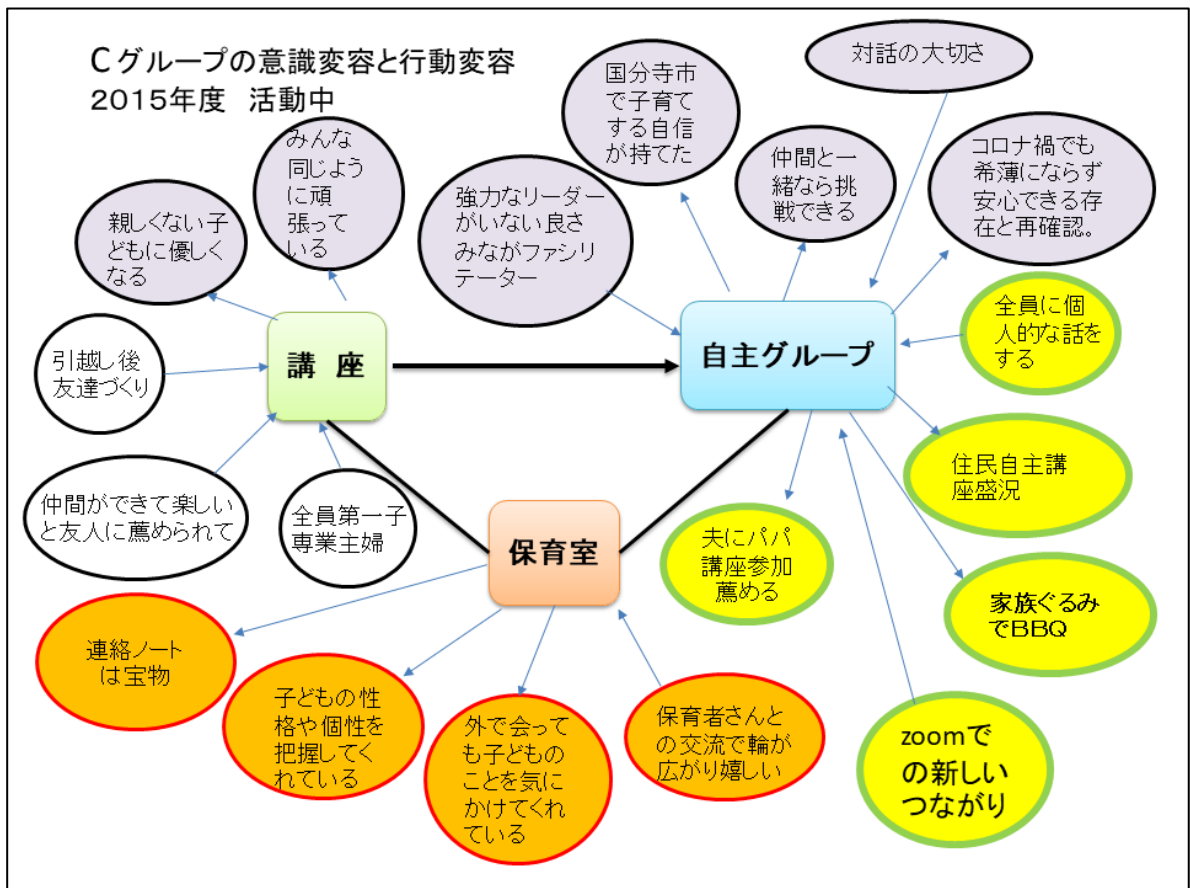 Cグループの意識変容と行動変容
2015年度　活動中
対話の大切さ
国分寺市
で子育て
する自信
が持てた
みんな
同じよう
に頑
張って
いる
仲間と一
緒なら挑
戦できる
コロナ禍でも
希薄にならず
安心できる存
在と再確認。
強力なリーダー
がいない良さ
みながファシリ
テーター
親しくない子
どもに優しく
なる
全員に個
人的な話を
する
講 座
自主グループ
引越し後
友達づくり
住民自主講
座盛況
仲間ができて楽しい
と友人に薦められて
全員第一子
専業主婦
保育室
夫にパパ
講座参加
薦める
家族ぐるみ
でBBQ
連絡ノート
は宝物
子どもの性
格や個性を
把握してく
れている
外で会って
も子どもの
ことを気に
かけてくれ
ている
保育者さんと
の交流で輪が
広がり嬉しい
zoomで
の新しい
つながり